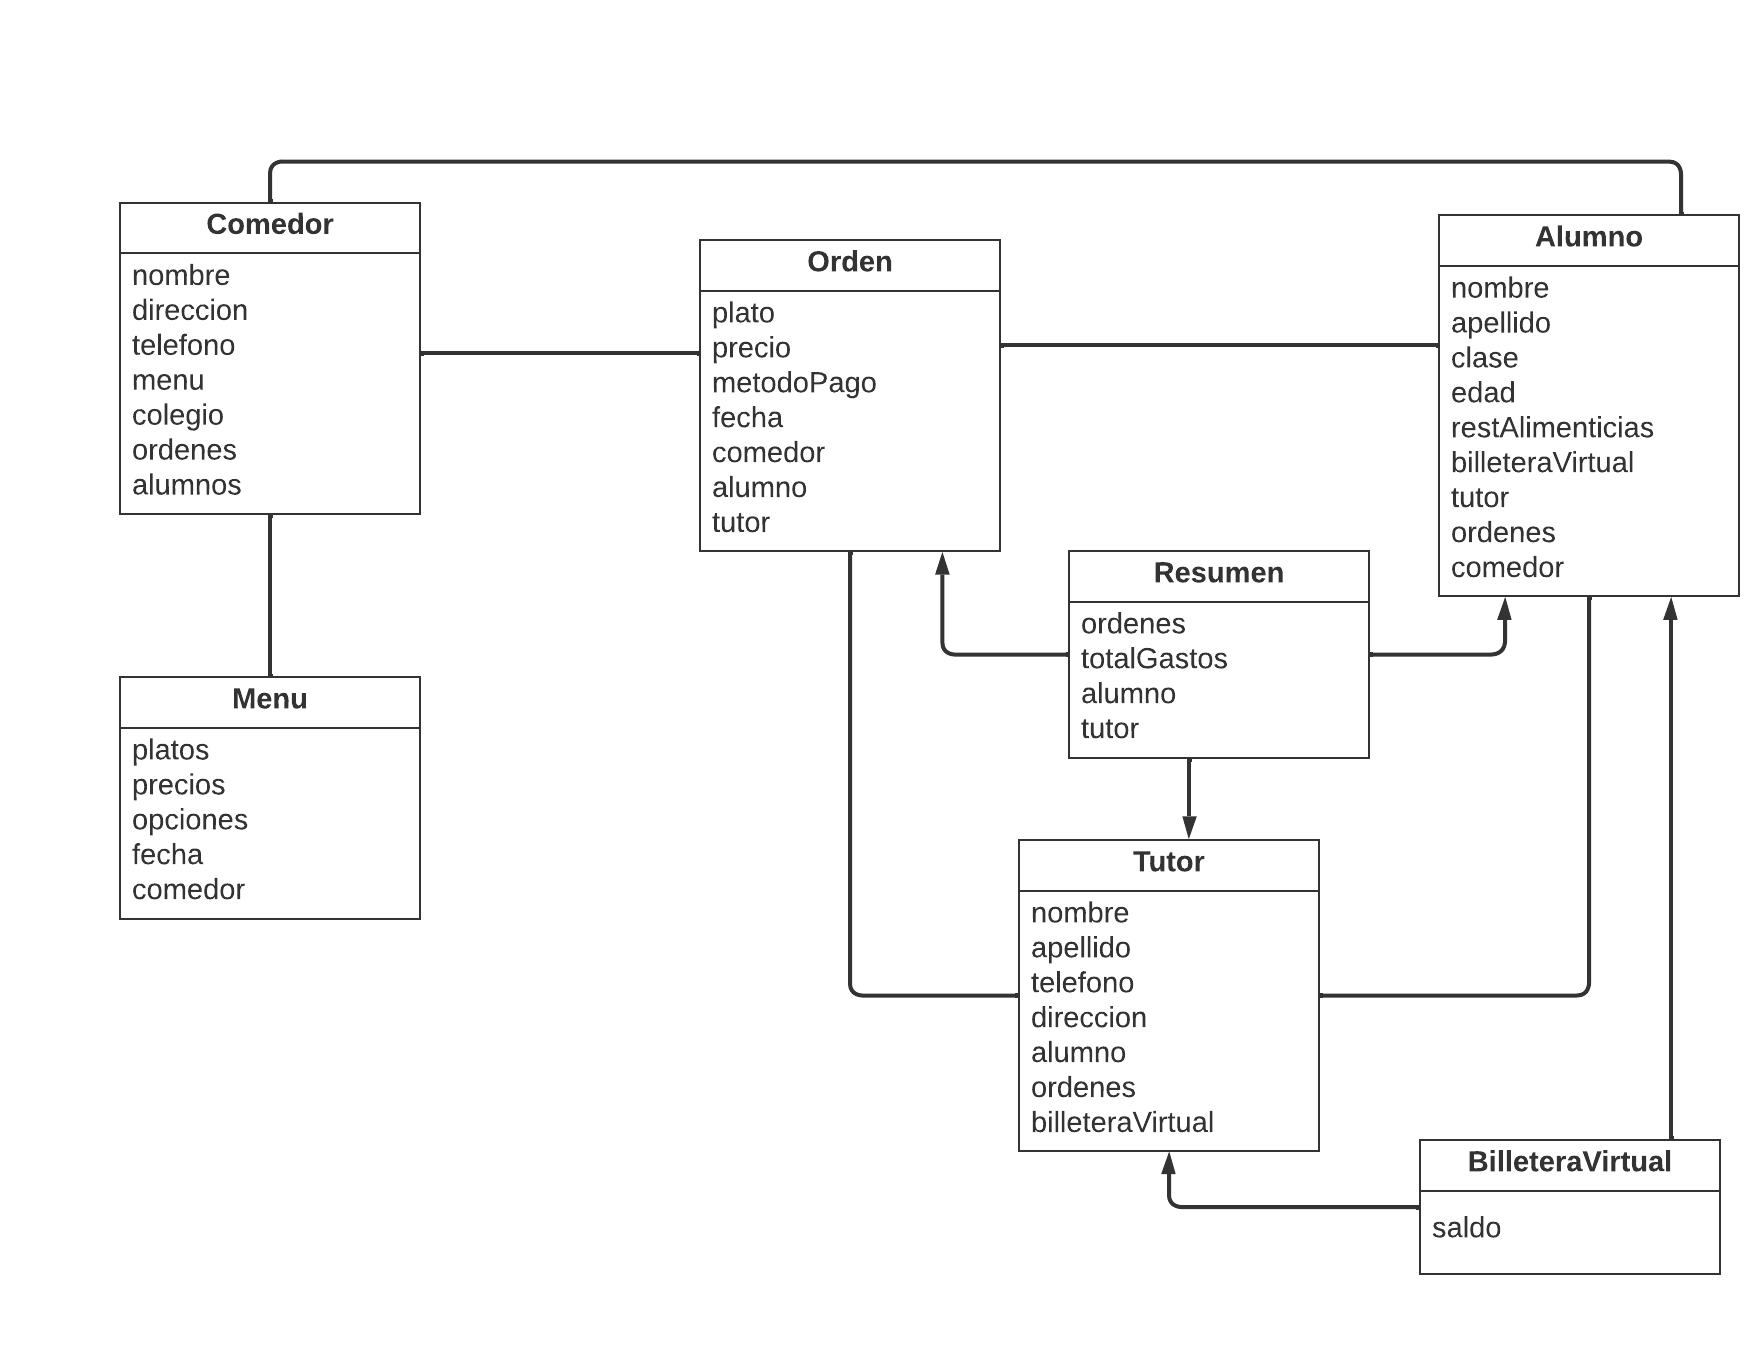 Comedor
nombre
direccion
telefono
menu
colegio
ordenes
alumnos
Orden
plato
precio
metodoPago
fecha
comedor
alumno
tutor
Alumno
nombre
apellido
clase
edad
restAlimenticias
billeteraVirtual
tutor
ordenes
comedor
Resumen
ordenes
totalGastos
alumno
tutor
Menu
platos
precios
opciones
fecha
comedor
Tutor
nombre
apellido
telefono
direccion
alumno
ordenes
billeteraVirtual
BilleteraVirtual
saldo